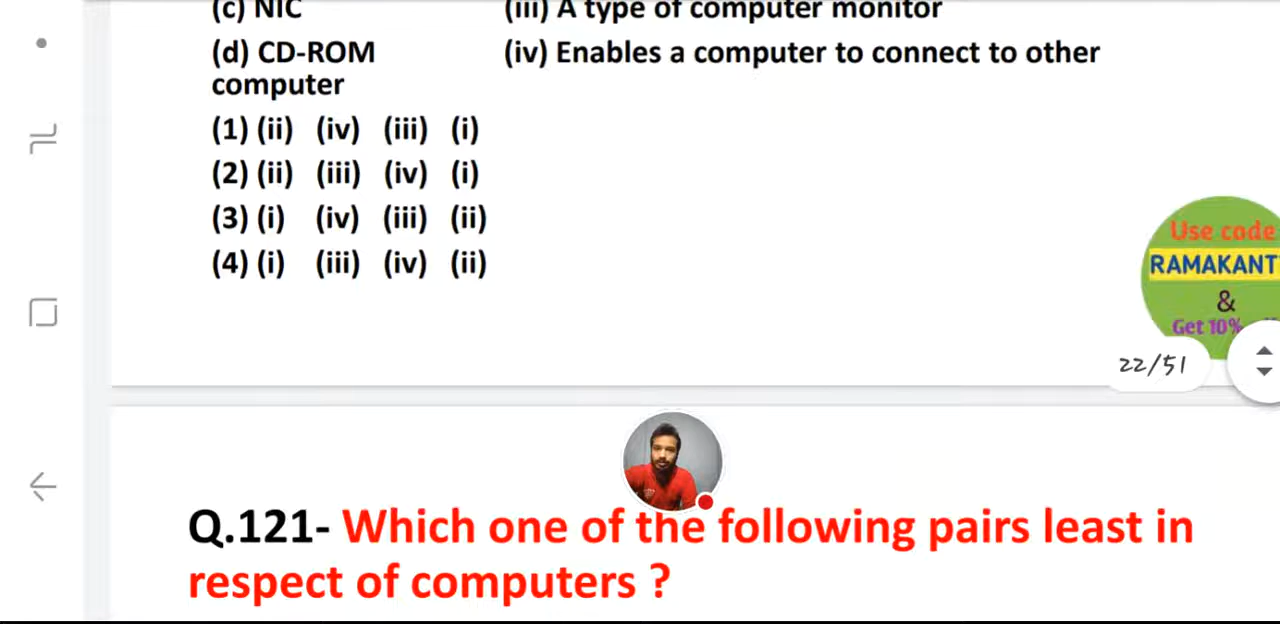 (c) NIC (iii) A type of computer monitor
(d) CD-ROM (iv) Enables a computer to connect to other
computer
(1) (ii) (iv) (iii) (i)
(2) (ii) (iii) (iv) (i)
(3) (i) (iv) (iii) (ii)
(4) (i) (iii) (iv) (ii)
Use code
RAMAKANT
&
Get 10%
22/51
Q.121- Which one of the following pairs least in
respect of computers ?